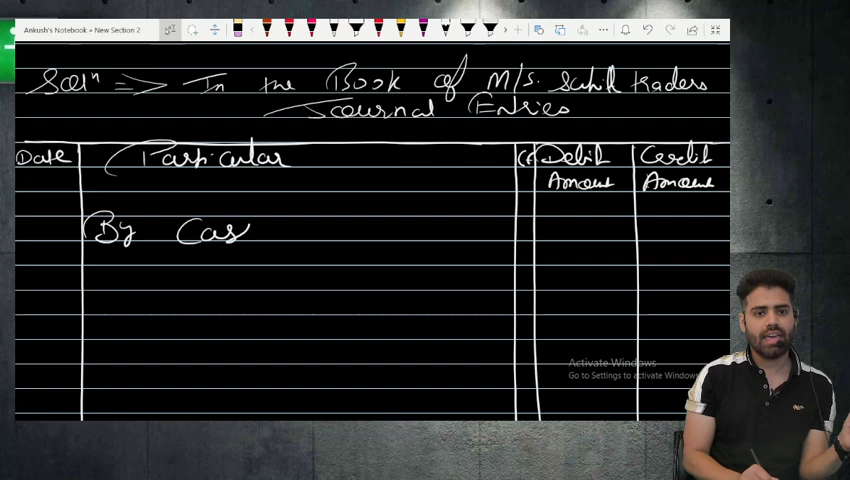 Ankush's Notebook » New Section 2
Solⁿ => In the Book of M/s. Sahil traders
Journal Entries
Date Particular Debit Credit
Amount Amount
By Cas
Activate Windows
Go to Settings to activate Windows